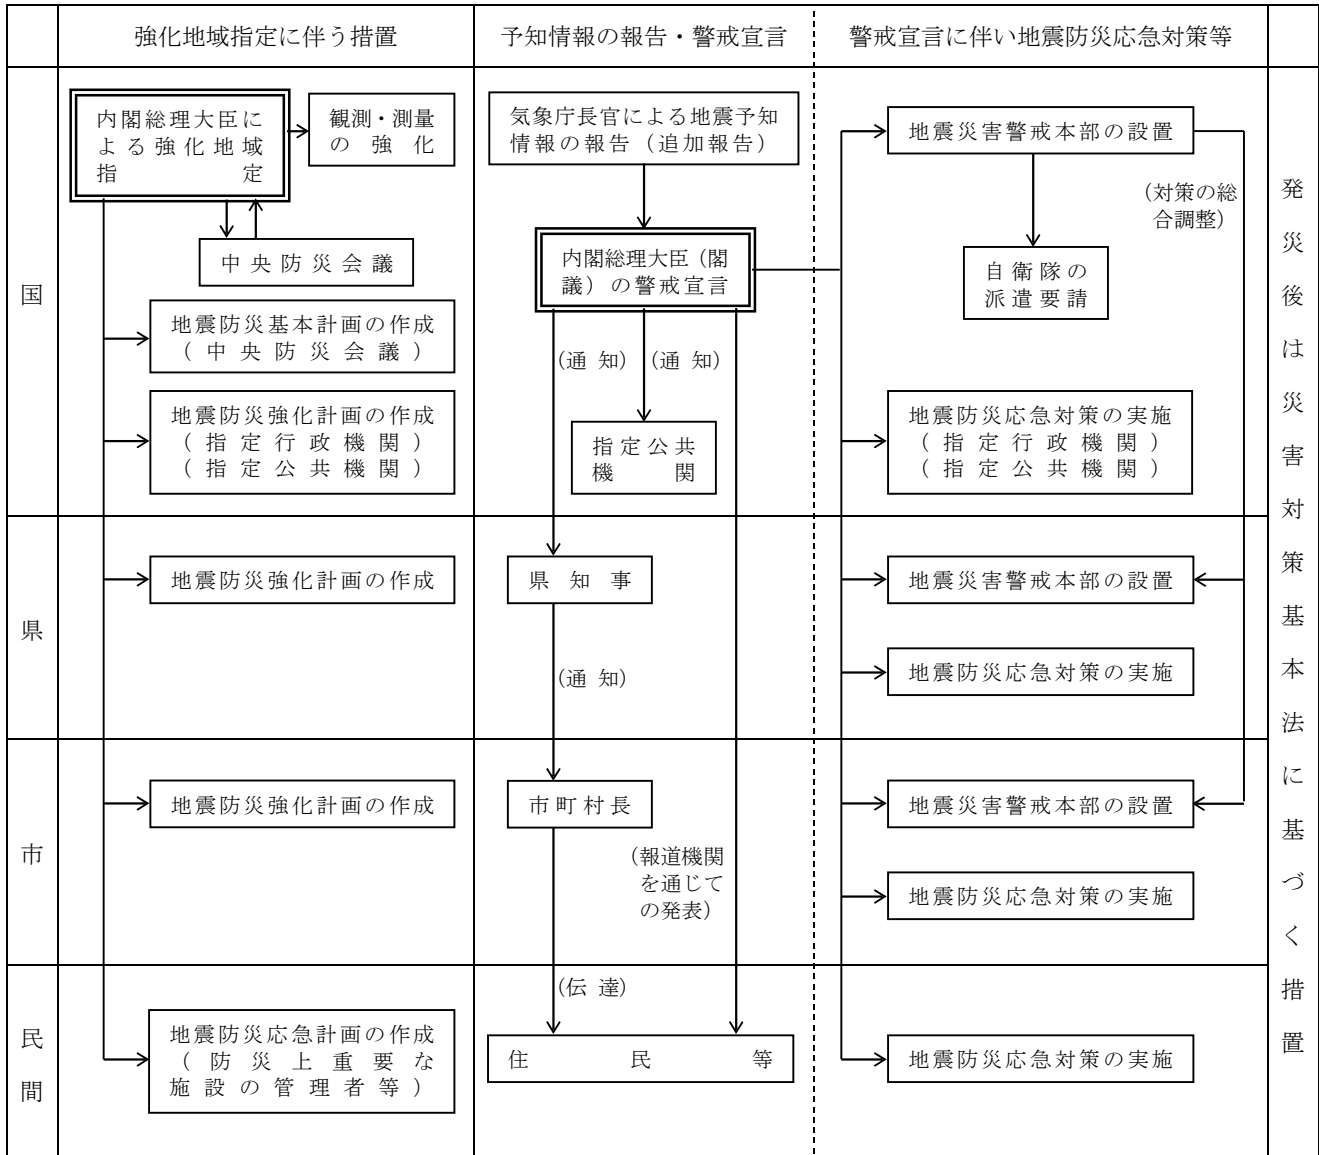 強化地域指定に伴う措置
予知情報の報告・警戒宣言
警戒宣言に伴い地震防災応急対策等
国
内閣総理大臣に
よる強化地域
指定
観測・測量
の強化
中央防災会議
地震防災基本計画の作成
（中央防災会議）
地震防災強化計画の作成
（指定行政機関）
（指定公共機関）
気象庁長官による地震予知
情報の報告（追加報告）
内閣総理大臣（閣
議）の警戒宣言
（通知）
（通知）
指定公共
機関
地震災害警戒本部の設置
（対策の総
合調整）
自衛隊の
派遣要請
地震防災応急対策の実施
（指定行政機関）
（指定公共機関）
県
地震防災強化計画の作成
県知事
（通知）
地震災害警戒本部の設置
地震防災応急対策の実施
市
地震防災強化計画の作成
市町村長
（報道機関
を通じて
の発表）
地震災害警戒本部の設置
地震防災応急対策の実施
民間
地震防災応急計画の作成
（防災上重要な
施設の管理者等）
（伝達）
住民等
地震防災応急対策の実施
発災後は災害対策基本法に基づく措置